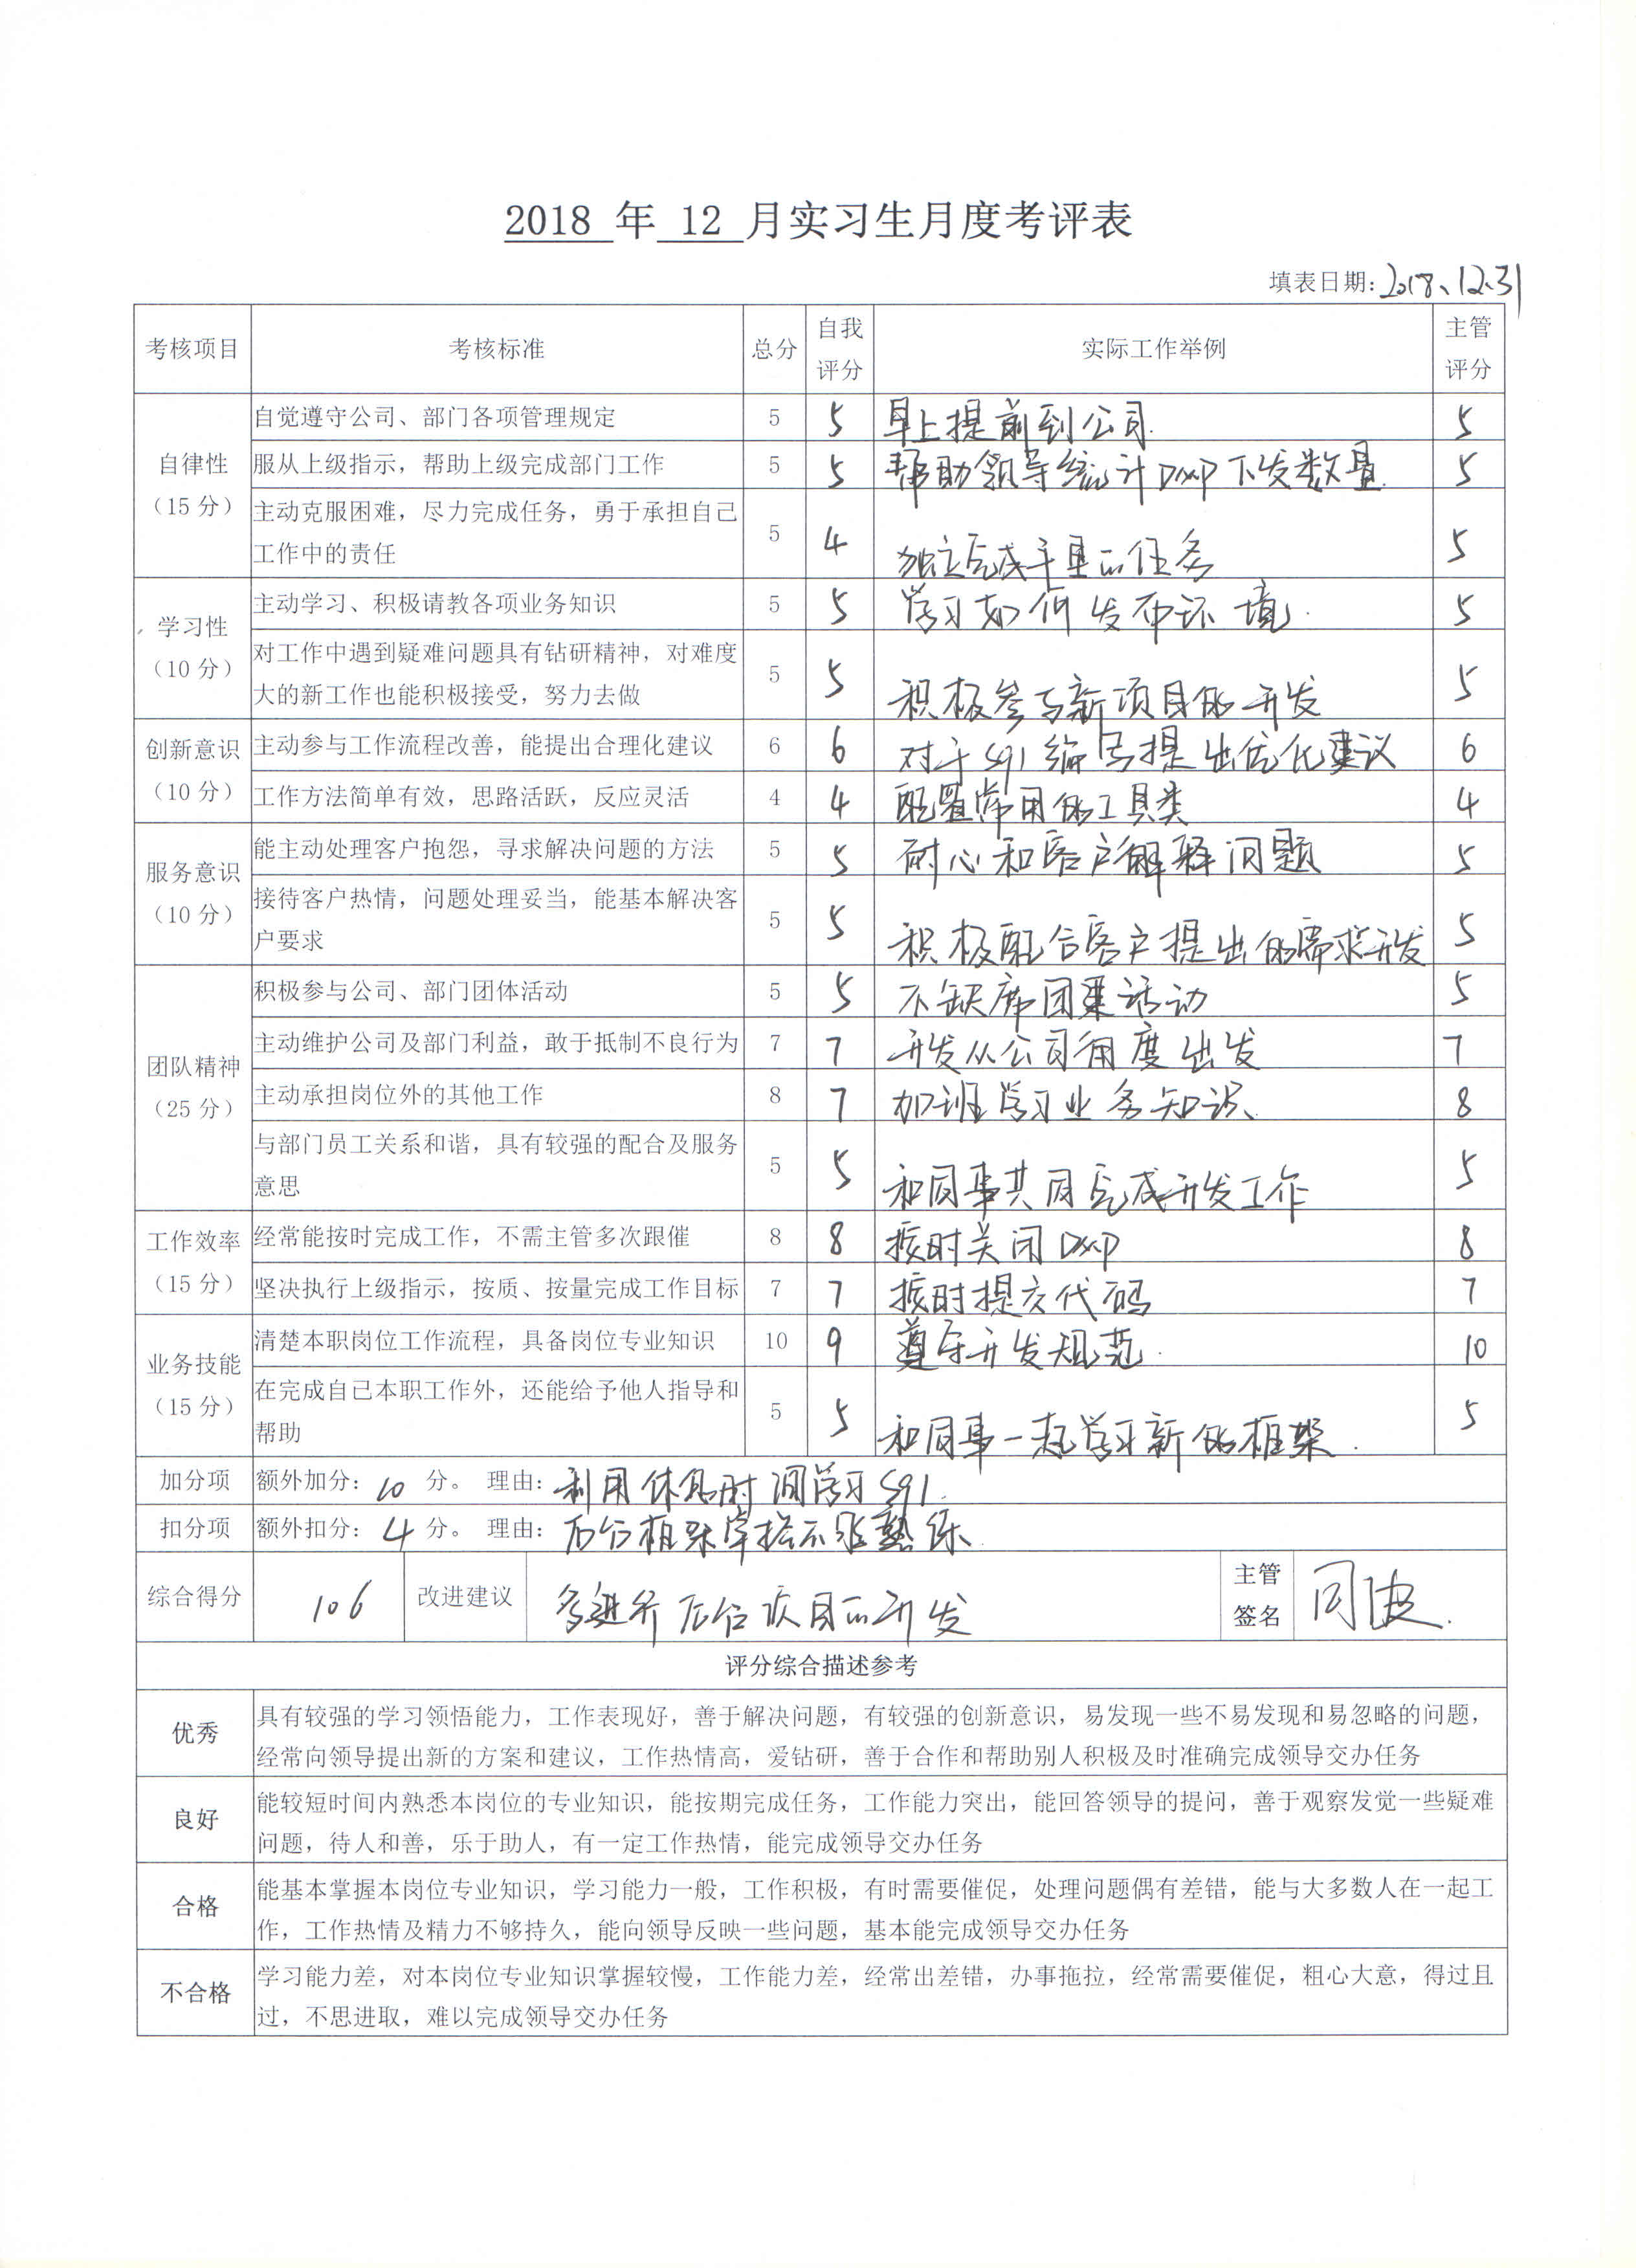 2018 年 12 月实习生月度考评表
填表日期：2018、12.31
考核项目 考核标准 总分 自我评分 实际工作举例 主管评分
自律性（15 分）
自觉遵守公司、部门各项管理规定 5 5 早上提前到公司. 5
服从上级指示，帮助上级完成部门工作 5 5 帮助领导统计 下发数量. 5
主动克服困难，尽力完成任务，勇于承担自己
工作中的责任 5 4 独立完成 任务 5
学习性（10 分）
主动学习、积极请教各项业务知识 5 5 学习如何发布环境. 5
对工作中遇到疑难问题具有钻研精神，对难度
大的新工作也能积极接受，努力去做 5 5 积极参与新项目的开发 5
创新意识（10 分）
主动参与工作流程改善，能提出合理化建议 6 6 对于 编号提出优化建议 6
工作方法简单有效，思路活跃，反应灵活 4 4 配置常用的工具类 4
服务意识（10 分）
能主动处理客户抱怨，寻求解决问题的方法 5 5 耐心和客户解释问题 5
接待客户热情，问题处理妥当，能基本解决客
户要求 5 5 积极配合客户提出的需求开发 5
团队精神（25 分）
积极参与公司、部门团体活动 5 5 不缺席团建活动 5
主动维护公司及部门利益，敢于抵制不良行为 7 7 开发从公司角度出发 7
主动承担岗位外的其他工作 8 7 加班学习业务知识、 8
与部门员工关系和谐，具有较强的配合及服务
意思 5 5 和同事共同完成开发工作 5
工作效率（15 分）
经常能按时完成工作，不需主管多次跟催 8 8 按时关闭 8
坚决执行上级指示，按质、按量完成工作目标 7 7 按时提交代码 7
业务技能（15 分）
清楚本职岗位工作流程，具备岗位专业知识 10 9 遵守开发规范. 10
在完成自己本职工作外，还能给予他人指导和
帮助 5 5 和同事一起学习新的框架. 5
加分项 额外加分：10 分。 理由：利用休息时间学习
扣分项 额外扣分：4 分。 理由：后台框架掌握不够熟练.
综合得分 106 改进建议 多进行后台项目的开发 主管签名
评分综合描述参考
优秀
具有较强的学习领悟能力，工作表现好，善于解决问题，有较强的创新意识，易发现一些不易发现和易忽略的问题，
经常向领导提出新的方案和建议，工作热情高，爱钻研，善于合作和帮助别人积极及时准确完成领导交办任务
良好
能较短时间内熟悉本岗位的专业知识，能按期完成任务，工作能力突出，能回答领导的提问，善于观察发觉一些疑难
问题，待人和善，乐于助人，有一定工作热情，能完成领导交办任务
合格
能基本掌握本岗位专业知识，学习能力一般，工作积极，有时需要催促，处理问题偶有差错，能与大多数人在一起工
作，工作热情及精力不够持久，能向领导反映一些问题，基本能完成领导交办任务
不合格
学习能力差，对本岗位专业知识掌握较慢，工作能力差，经常出差错，办事拖拉，经常需要催促，粗心大意，得过且
过，不思进取，难以完成领导交办任务